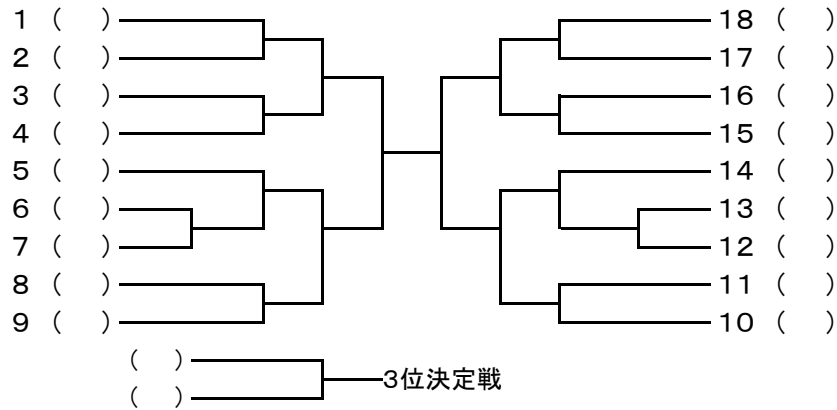 1 (　) 18 (　)
2 (　) 17 (　)
3 (　) 16 (　)
4 (　) 15 (　)
5 (　) 14 (　)
6 (　) 13 (　)
7 (　) 12 (　)
8 (　) 11 (　)
9 (　) 10 (　)
(　)
3位決定戦
(　)